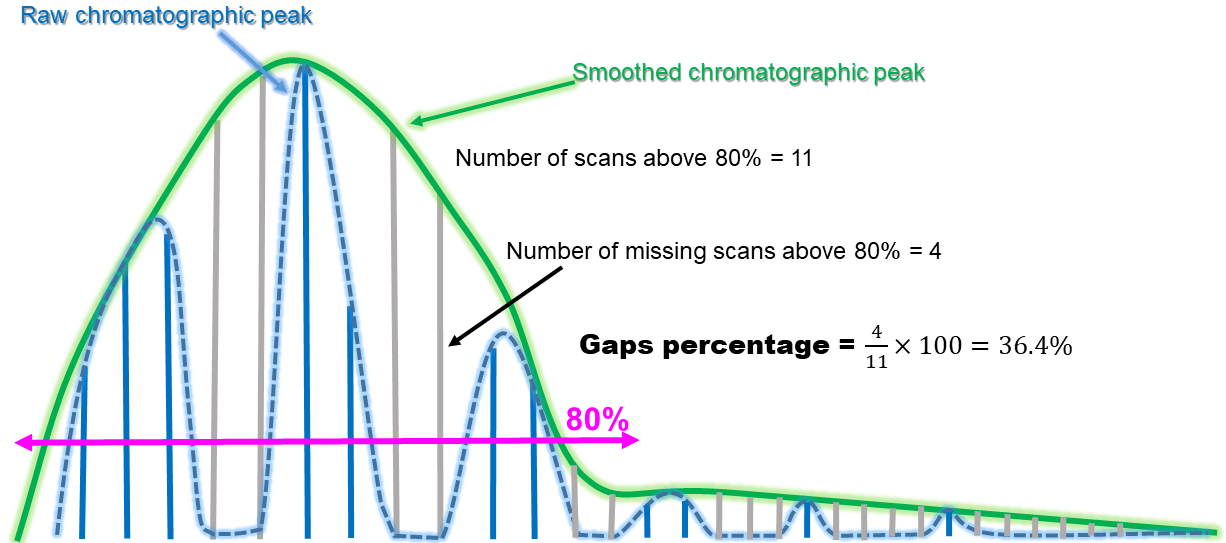 Raw chromatographic peak
Smoothed chromatographic peak
Number of scans above 80% = 11
Number of missing scans above 80% = 4
Gaps percentage = 4/11 × 100 = 36.4%
80%